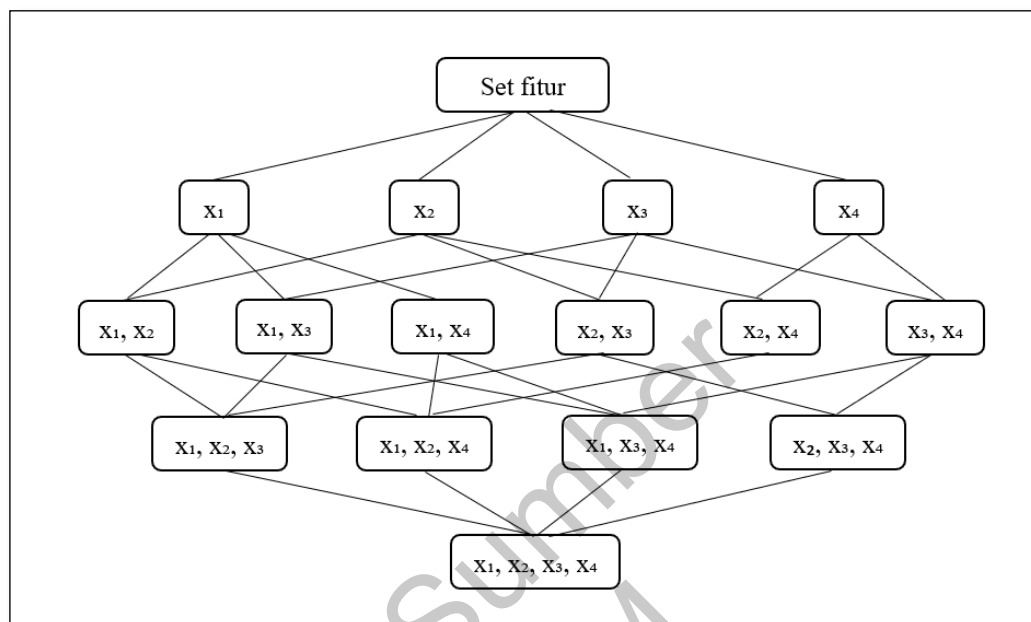 Set fitur
x₁ x₂ x₃ x₄
x₁, x₂ x₁, x₃ x₁, x₄ x₂, x₃ x₂, x₄ x₃, x₄
x₁, x₂, x₃ x₁, x₂, x₄ x₁, x₃, x₄ x₂, x₃, x₄
x₁, x₂, x₃, x₄
Sumber